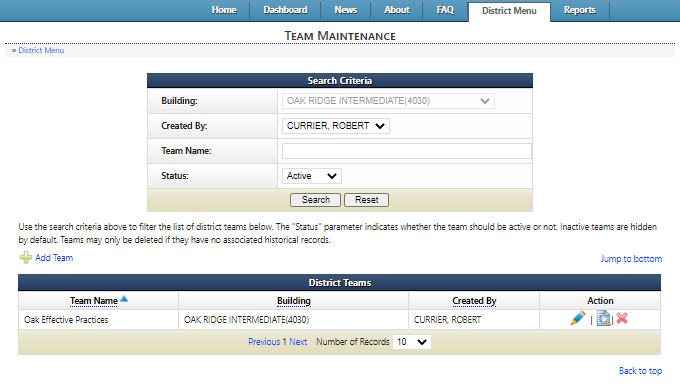 Home Dashboard News About FAQ District Menu Reports
Team Maintenance
» District Menu
Search Criteria
Building: OAK RIDGE INTERMEDIATE(4030)
Created By: CURRIER, ROBERT
Team Name:
Status: Active
Search Reset
Use the search criteria above to filter the list of district teams below. The "Status" parameter indicates whether the team should be active or not. Inactive teams are hidden
by default. Teams may only be deleted if they have no associated historical records.
Add Team Jump to bottom
District Teams
Team Name Building Created By Action
Oak Effective Practices OAK RIDGE INTERMEDIATE(4030) CURRIER, ROBERT | |
Previous 1 Next Number of Records 10
Back to top